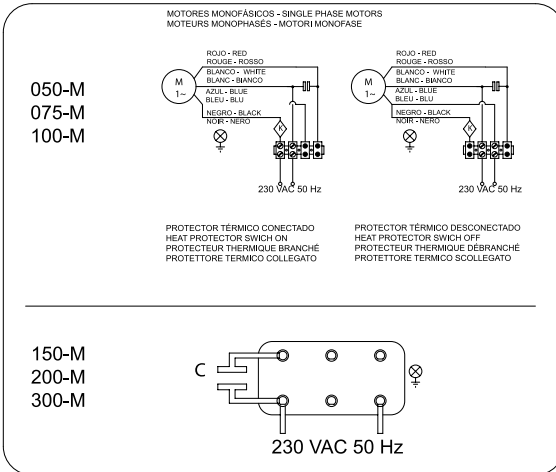 MOTORES MONOFÁSICOS - SINGLE PHASE MOTORS
MOTEURS MONOPHASÉS - MOTORI MONOFASE
050-M
075-M
100-M
M
1~
ROJO - RED
ROUGE - ROSSO
BLANCO - WHITE
BLANC - BIANCO
AZUL - BLUE
BLEU - BLU
NEGRO - BLACK
NOIR - NERO
K
230 VAC 50 Hz
PROTECTOR TÉRMICO CONECTADO
HEAT PROTECTOR SWICH ON
PROTECTEUR THERMIQUE BRANCHÉ
PROTETTORE TERMICO COLLEGATO
M
1~
ROJO - RED
ROUGE - ROSSO
BLANCO - WHITE
BLANC - BIANCO
AZUL - BLUE
BLEU - BLU
NEGRO - BLACK
NOIR - NERO
K
230 VAC 50 Hz
PROTECTOR TÉRMICO DESCONECTADO
HEAT PROTECTOR SWICH OFF
PROTECTEUR THERMIQUE DÉBRANCHÉ
PROTETTORE TERMICO SCOLLEGATO
150-M
200-M
300-M
C
230 VAC 50 Hz